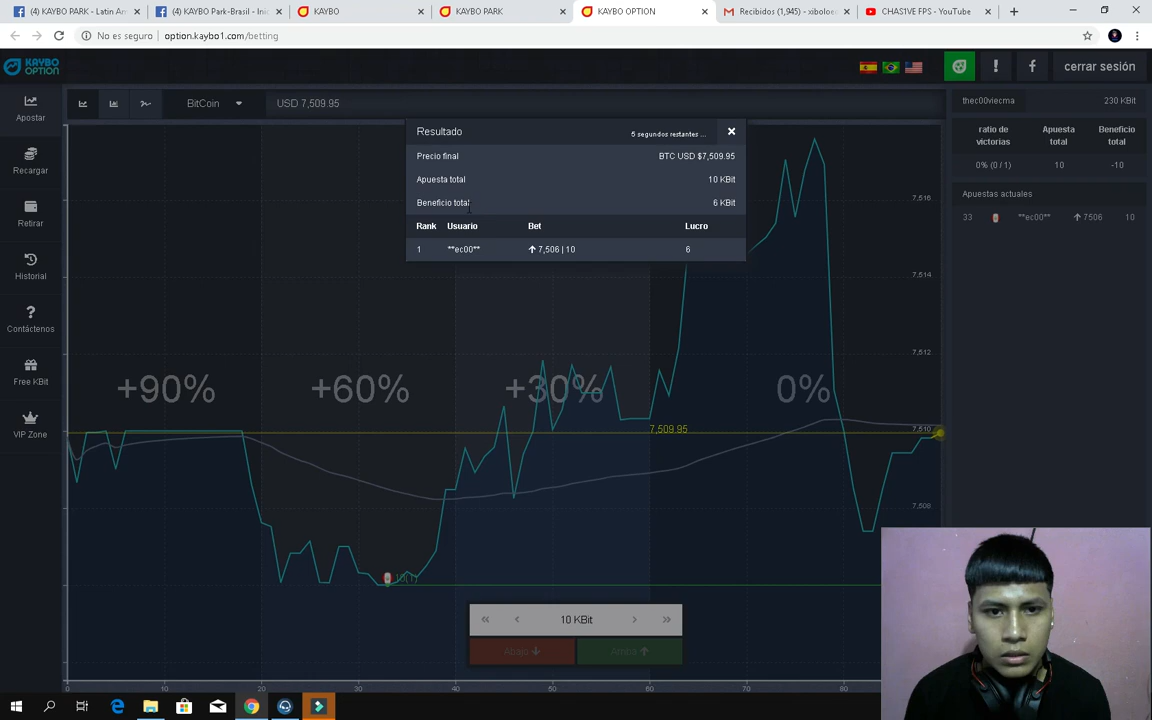 (4) KAYBO PARK - Latin Am
(4) KAYBO Park-Brasil - Inic
KAYBO
KAYBO PARK
KAYBO OPTION
Recibidos (1,945) - xiboloe
CHAS1VE FPS - YouTube
No es seguro | option.kaybo1.com/betting
KAYBO OPTION
cerrar sesión
Apostar
Recargar
Retirar
Historial
Contáctenos
Free KBit
VIP Zone
BitCoin
USD 7,509.95
Resultado
5 segundos restantes ...
Precio final BTC USD $7,509.95
Apuesta total 10 KBit
Beneficio total 6 KBit
Rank Usuario Bet Lucro
1 **ec00** ↑ 7,506 | 10 6
+90% +60% +30% 0%
7,509.95
7,516
7,514
7,512
7,510
7,508
10(1)
0 20 30 40 50 60 70 80
« ‹ 10 KBit › »
Abajo ↓
Arriba ↑
thec00viecma 230 KBit
ratio de victorias
Apuesta total
Beneficio total
0% (0 / 1) 10 -10
Apuestas actuales
33 **ec00** ↑ 7506 10